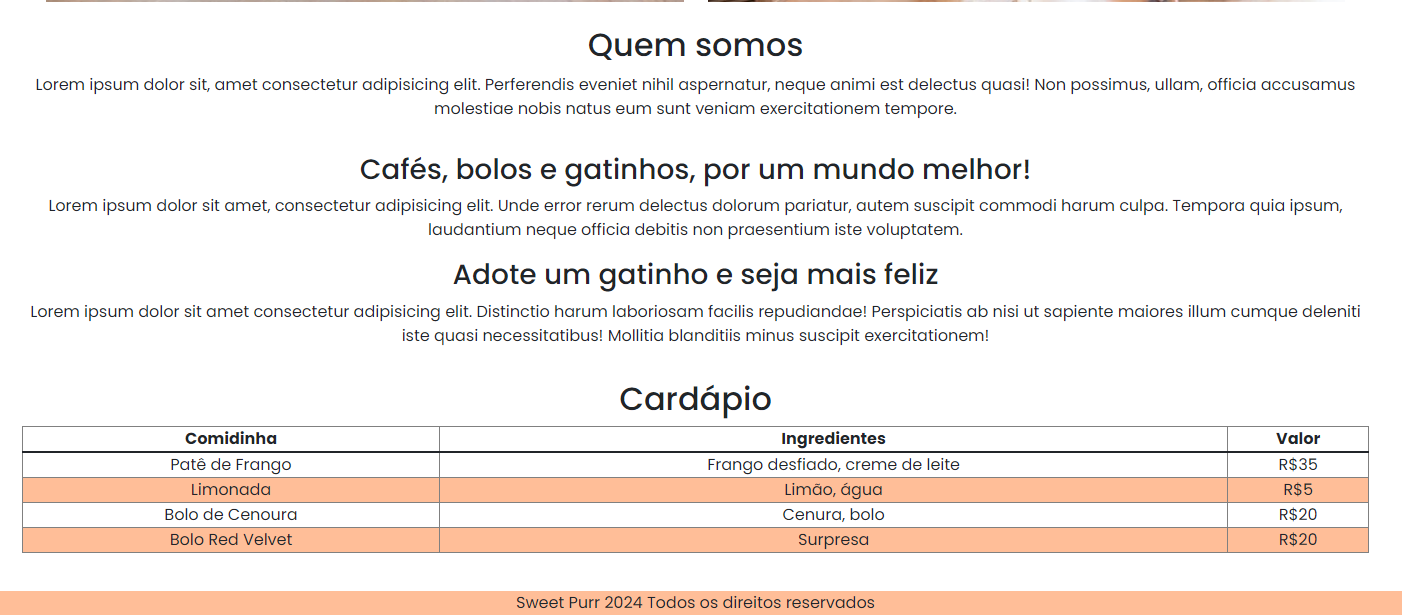 Quem somos
Lorem ipsum dolor sit, amet consectetur adipisicing elit. Perferendis eveniet nihil aspernatur, neque animi est delectus quasi! Non possimus, ullam, officia accusamus
molestiae nobis natus eum sunt veniam exercitationem tempore.
Cafés, bolos e gatinhos, por um mundo melhor!
Lorem ipsum dolor sit amet, consectetur adipisicing elit. Unde error rerum delectus dolorum pariatur, autem suscipit commodi harum culpa. Tempora quia ipsum,
laudantium neque officia debitis non praesentium iste voluptatem.
Adote um gatinho e seja mais feliz
Lorem ipsum dolor sit amet consectetur adipisicing elit. Distinctio harum laboriosam facilis repudiandae! Perspiciatis ab nisi ut sapiente maiores illum cumque deleniti
iste quasi necessitatibus! Mollitia blanditiis minus suscipit exercitationem!
Cardápio
Comidinha Ingredientes Valor
Patê de Frango Frango desfiado, creme de leite R$35
Limonada Limão, água R$5
Bolo de Cenoura Cenura, bolo R$20
Bolo Red Velvet Surpresa R$20
Sweet Purr 2024 Todos os direitos reservados